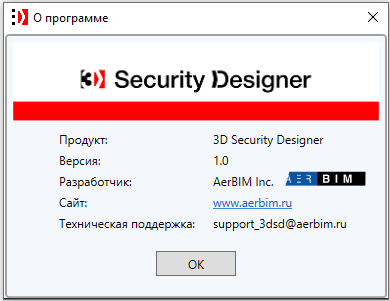 О программе
3D Security Designer
Продукт: 3D Security Designer
Версия: 1.0
Разработчик: AerBIM Inc. AERBIM
Сайт: www.aerbim.ru
Техническая поддержка: support_3dsd@aerbim.ru
OK